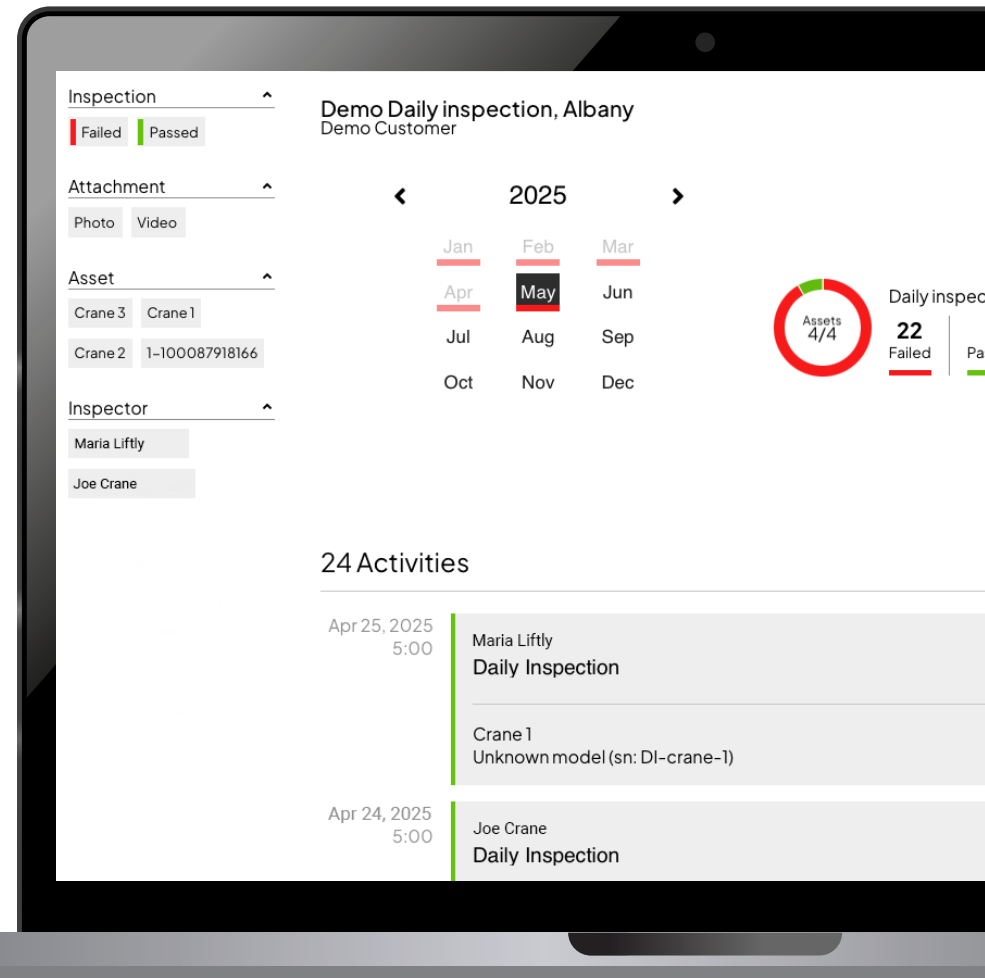 Inspection
Failed Passed
Attachment
Photo Video
Asset
Crane 3 Crane 1
Crane 2 1-100087918166
Inspector
Maria Liftly
Joe Crane
Demo Daily inspection, Albany
Demo Customer
2025
Jan Feb Mar
Apr May Jun
Jul Aug Sep
Oct Nov Dec
Assets
4/4
Daily inspec
22
Failed Pa
24 Activities
Apr 25, 2025
5:00
Maria Liftly
Daily Inspection
Crane 1
Unknown model (sn: DI-crane-1)
Apr 24, 2025
5:00
Joe Crane
Daily Inspection